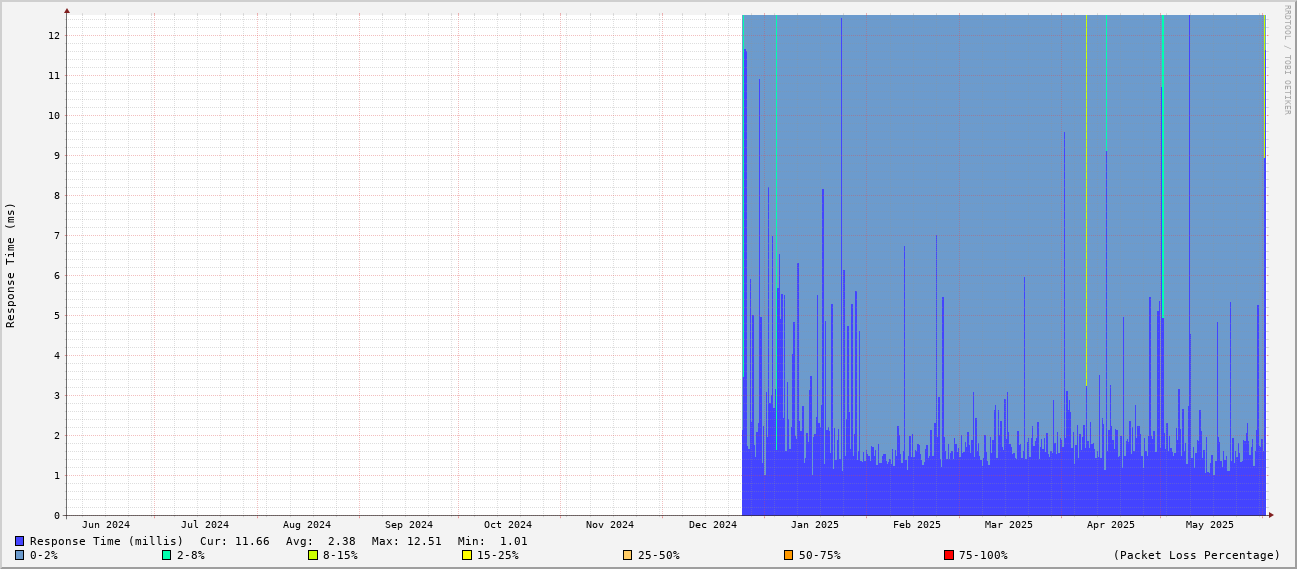 RRDTOOL / TOBI OETIKER
Response Time (ms)
12
11
10
9
8
7
6
5
4
3
2
1
0
Jun 2024 Jul 2024 Aug 2024 Sep 2024 Oct 2024 Nov 2024 Dec 2024 Jan 2025 Feb 2025 Mar 2025 Apr 2025 May 2025
Response Time (millis) Cur: 11.66 Avg: 2.38 Max: 12.51 Min: 1.01
0-2% 2-8% 8-15% 15-25% 25-50% 50-75% 75-100% (Packet Loss Percentage)